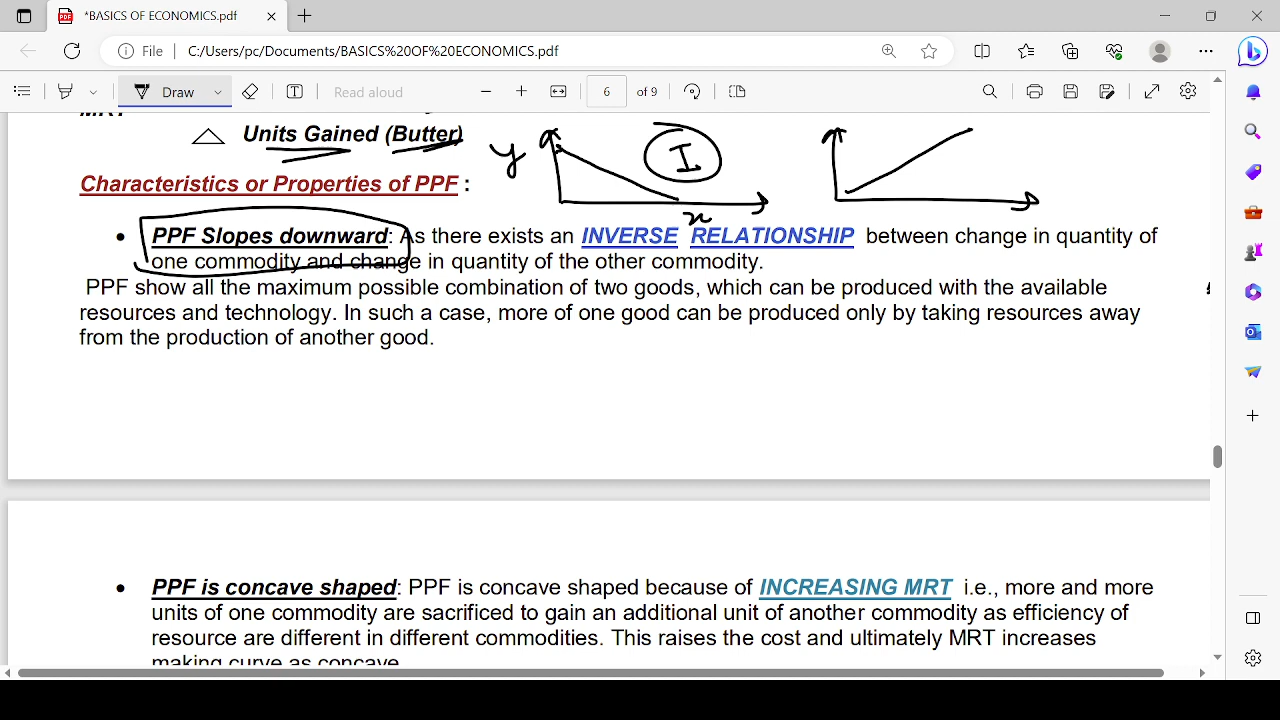 *BASICS OF ECONOMICS.pdf
File C:/Users/pc/Documents/BASICS%20OF%20ECONOMICS.pdf
Draw Read aloud 6 of 9
MRT
Units Gained (Butter)
y
I
x
Characteristics or Properties of PPF :
• PPF Slopes downward: As there exists an INVERSE RELATIONSHIP between change in quantity of
one commodity and change in quantity of the other commodity.
PPF show all the maximum possible combination of two goods, which can be produced with the available
resources and technology. In such a case, more of one good can be produced only by taking resources away
from the production of another good.
• PPF is concave shaped: PPF is concave shaped because of INCREASING MRT i.e., more and more
units of one commodity are sacrificed to gain an additional unit of another commodity as efficiency of
resource are different in different commodities. This raises the cost and ultimately MRT increases
making curve as concave.